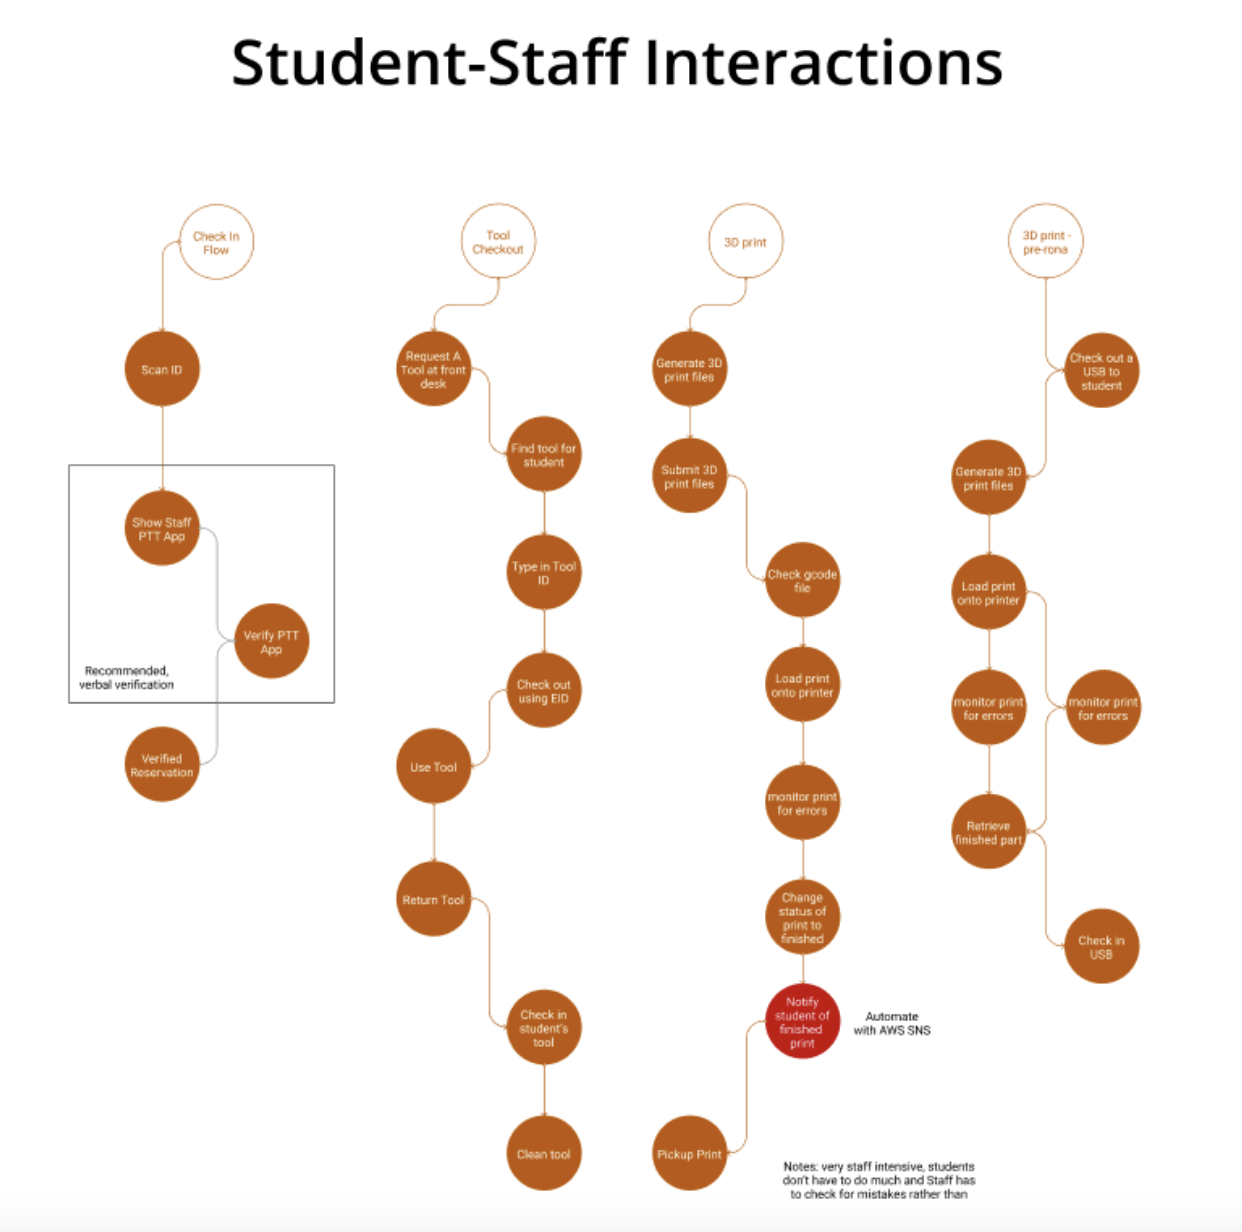 Student-Staff Interactions
Check In
Flow
Scan ID
Show Staff
PTT App
Verify PTT
App
Recommended,
verbal verification
Verified
Reservation
Tool
Checkout
Request A
Tool at front
desk
Find tool for
student
Type in Tool
ID
Check out
using EID
Use Tool
Return Tool
Check in
student's
tool
Clean tool
3D print
Generate 3D
print files
Submit 3D
print files
Check gcode
file
Load print
onto printer
monitor print
for errors
Change
status of
print to
finished
Notify
student of
finished
print
Automate
with AWS SNS
Pickup Print
Notes: very staff intensive, students
don't have to do much and Staff has
to check for mistakes rather than
3D print -
pre-rona
Check out a
USB to
student
Generate 3D
print files
Load print
onto printer
monitor print
for errors
monitor print
for errors
Retrieve
finished part
Check in
USB